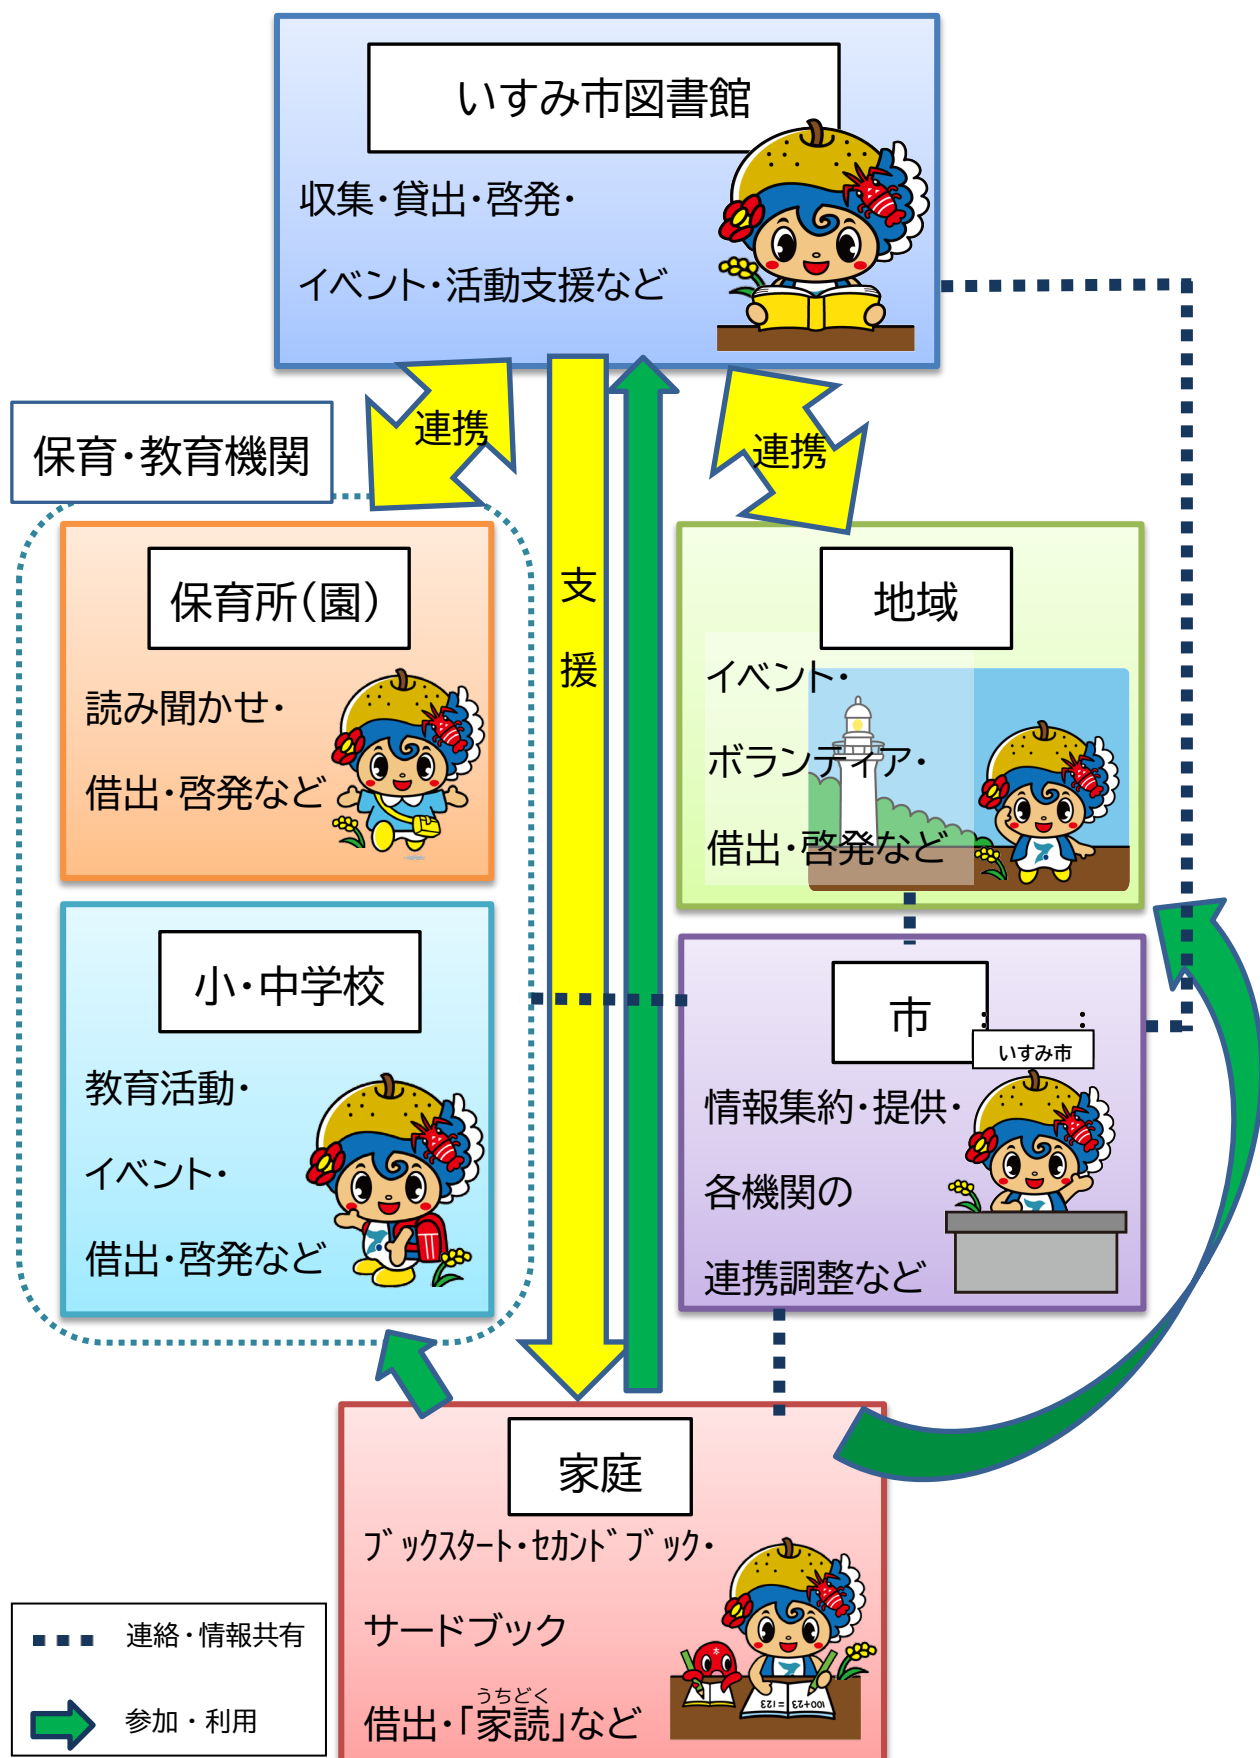 いすみ市図書館
収集・貸出・啓発・
イベント・活動支援など
連携
連携
保育・教育機関
支
援
保育所(園)
読み聞かせ・
借出・啓発など
地域
イベント・
ボランティア・
借出・啓発など
小・中学校
教育活動・
イベント・
借出・啓発など
市
いすみ市
情報集約・提供・
各機関の
連携調整など
家庭
ブックスタート・セカンドブック・
サードブック
うちどく
借出・「家読」など
100+23
= 123
連絡・情報共有
参加・利用